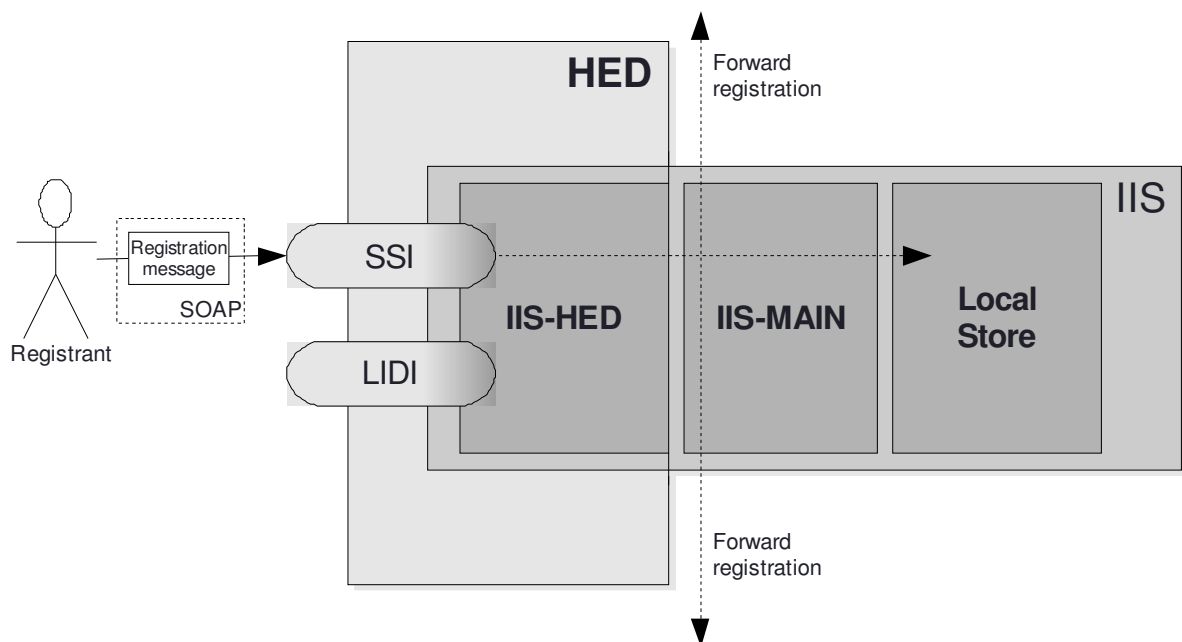 HED
Forward
registration
IIS
Registration
message
SOAP
Registrant
SSI
LIDI
IIS-HED
IIS-MAIN
Local
Store
Forward
registration